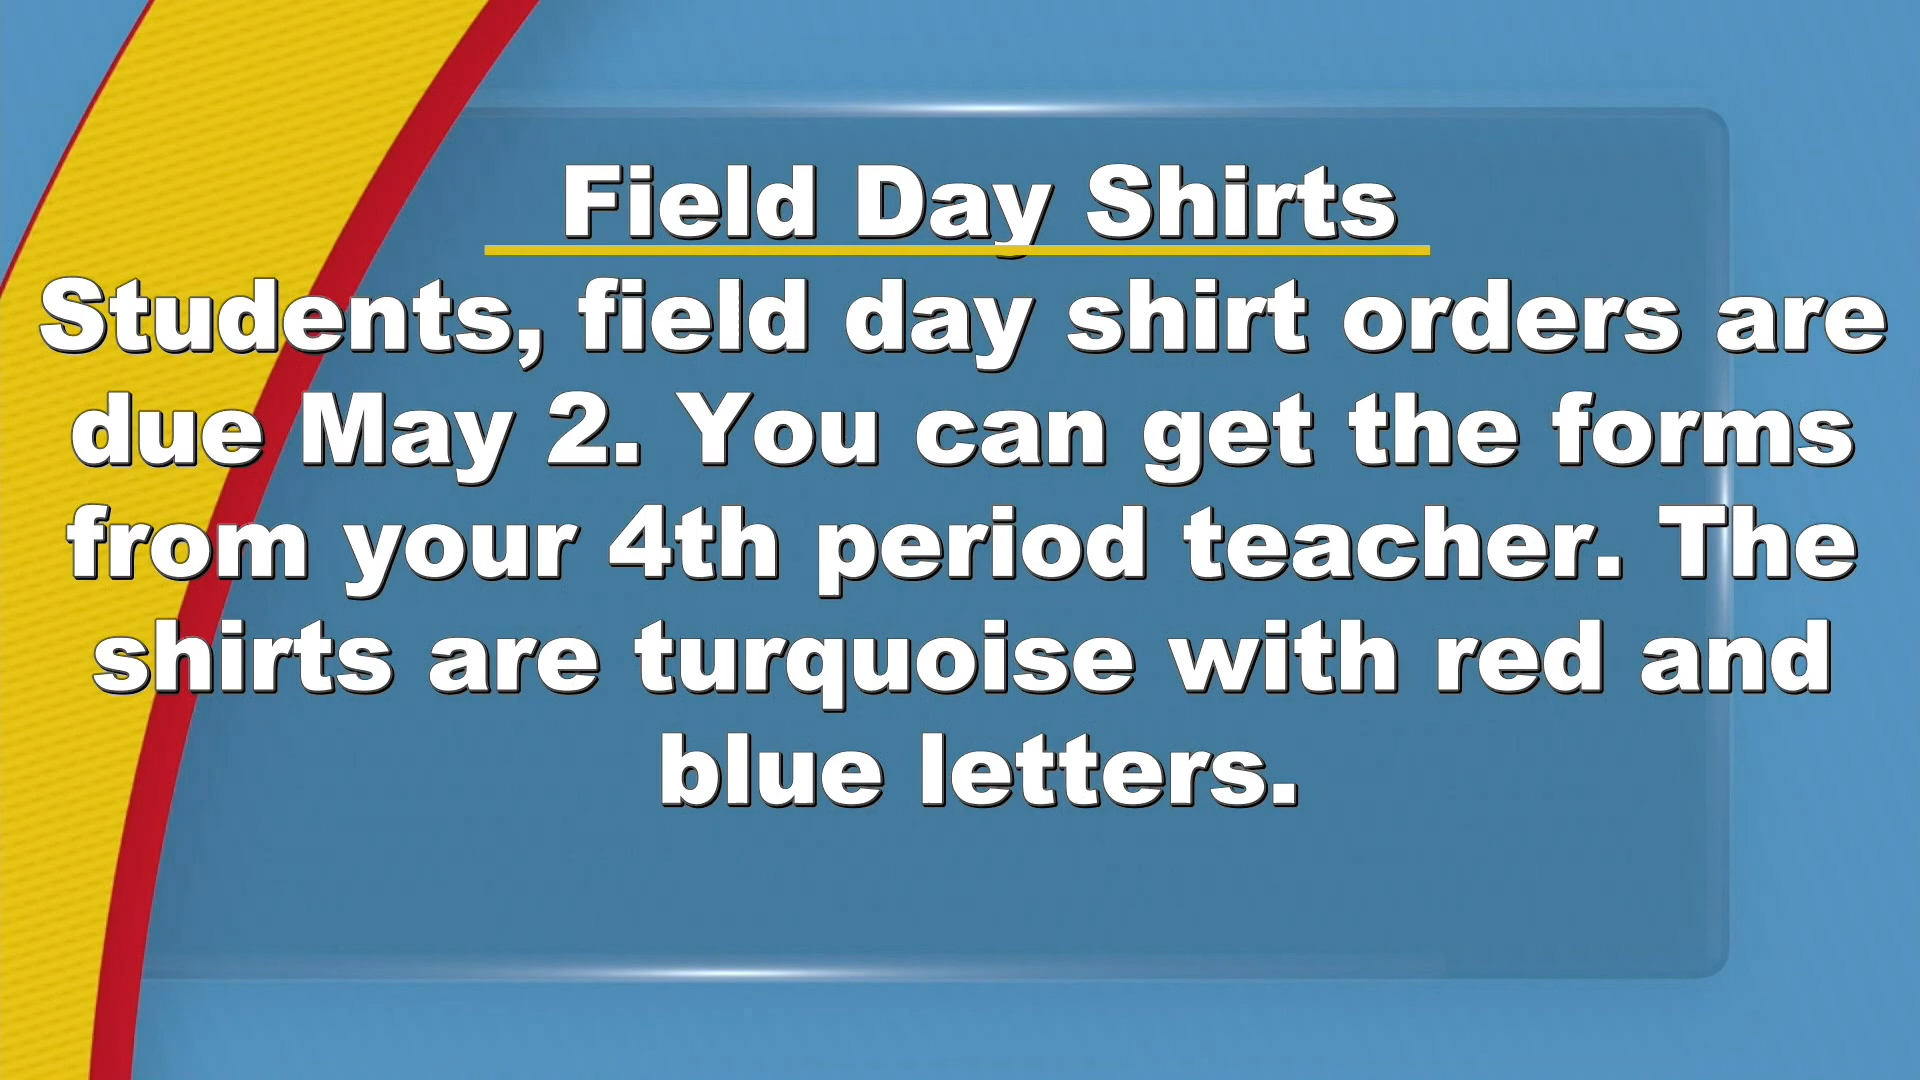 Field Day Shirts
Students, field day shirt orders are
due May 2. You can get the forms
from your 4th period teacher. The
shirts are turquoise with red and
blue letters.